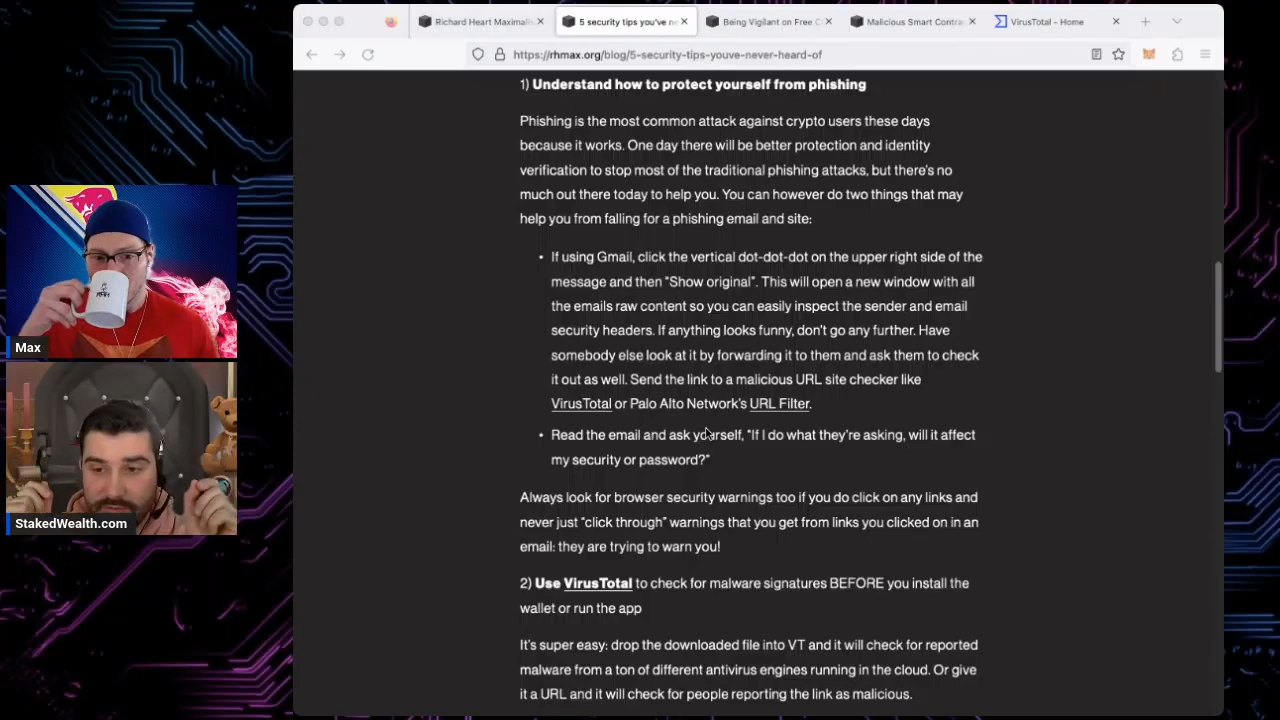 Richard Heart Maximalis
5 security tips you've ne
Being Vigilant on Free C
Malicious Smart Contrac
VirusTotal - Home
https://rhmax.org/blog/5-security-tips-youve-never-heard-of
1) Understand how to protect yourself from phishing
Phishing is the most common attack against crypto users these days
because it works. One day there will be better protection and identity
verification to stop most of the traditional phishing attacks, but there's no
much out there today to help you. You can however do two things that may
help you from falling for a phishing email and site:
• If using Gmail, click the vertical dot-dot-dot on the upper right side of the
message and then "Show original". This will open a new window with all
the emails raw content so you can easily inspect the sender and email
security headers. If anything looks funny, don't go any further. Have
somebody else look at it by forwarding it to them and ask them to check
it out as well. Send the link to a malicious URL site checker like
VirusTotal or Palo Alto Network's URL Filter.
• Read the email and ask yourself, "If I do what they're asking, will it affect
my security or password?"
Always look for browser security warnings too if you do click on any links and
never just "click through" warnings that you get from links you clicked on in an
email: they are trying to warn you!
2) Use VirusTotal to check for malware signatures BEFORE you install the
wallet or run the app
It's super easy: drop the downloaded file into VT and it will check for reported
malware from a ton of different antivirus engines running in the cloud. Or give
it a URL and it will check for people reporting the link as malicious.
Max
StakedWealth.com